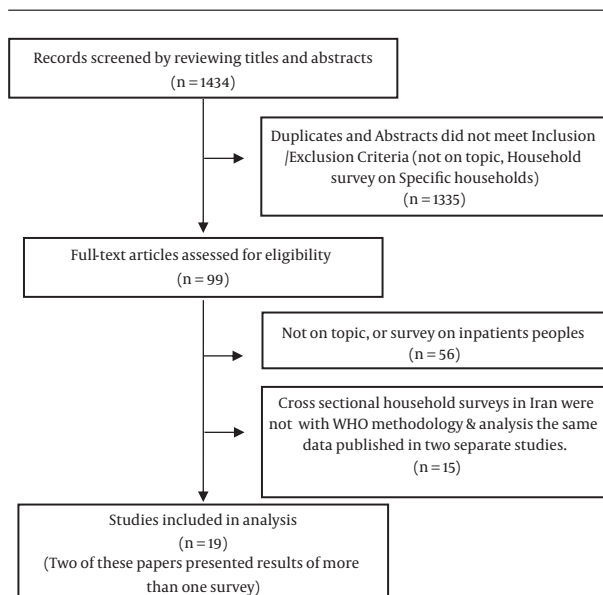 Records screened by reviewing titles and abstracts
(n = 1434)
Duplicates and Abstracts did not meet Inclusion
/Exclusion Criteria (not on topic, Household
survey on Specific households)
(n = 1335)
Full-text articles assessed for eligibility
(n = 99)
Not on topic, or survey on inpatients peoples
(n = 56)
Cross sectional household surveys in Iran were
not with WHO methodology & analysis the same
data published in two separate studies.
(n = 15)
Studies included in analysis
(n = 19)
(Two of these papers presented results of more
than one survey)